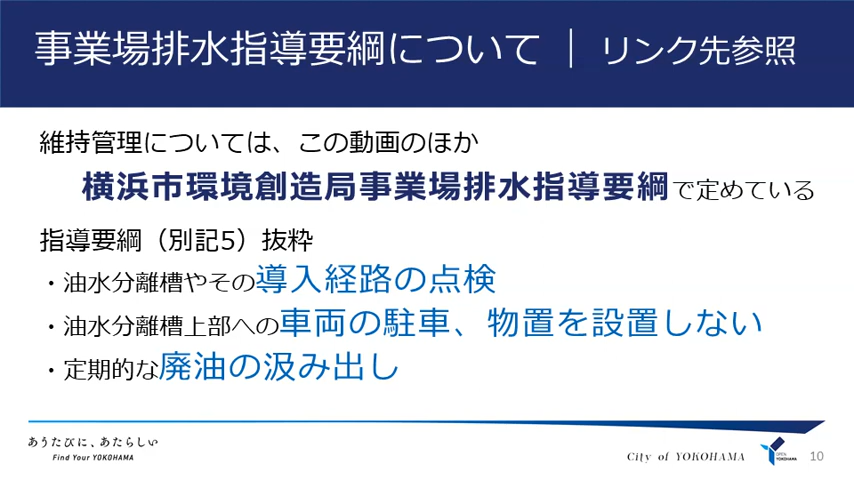 事業場排水指導要綱について｜リンク先参照
維持管理については、この動画のほか
横浜市環境創造局事業場排水指導要綱で定めている
指導要綱（別記5）抜粋
・油水分離槽やその導入経路の点検
・油水分離槽上部への車両の駐車、物置を設置しない
・定期的な廃油の汲み出し
あうたびに、あたらしい
Find Your YOKOHAMA
City of YOKOHAMA
OPEN YOKOHAMA
10